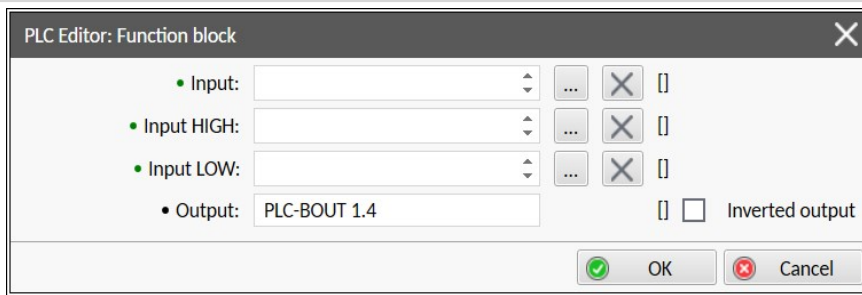 PLC Editor: Function block
• Input: ... []
• Input HIGH: ... []
• Input LOW: ... []
• Output: PLC-BOUT 1.4 [] Inverted output
OK Cancel